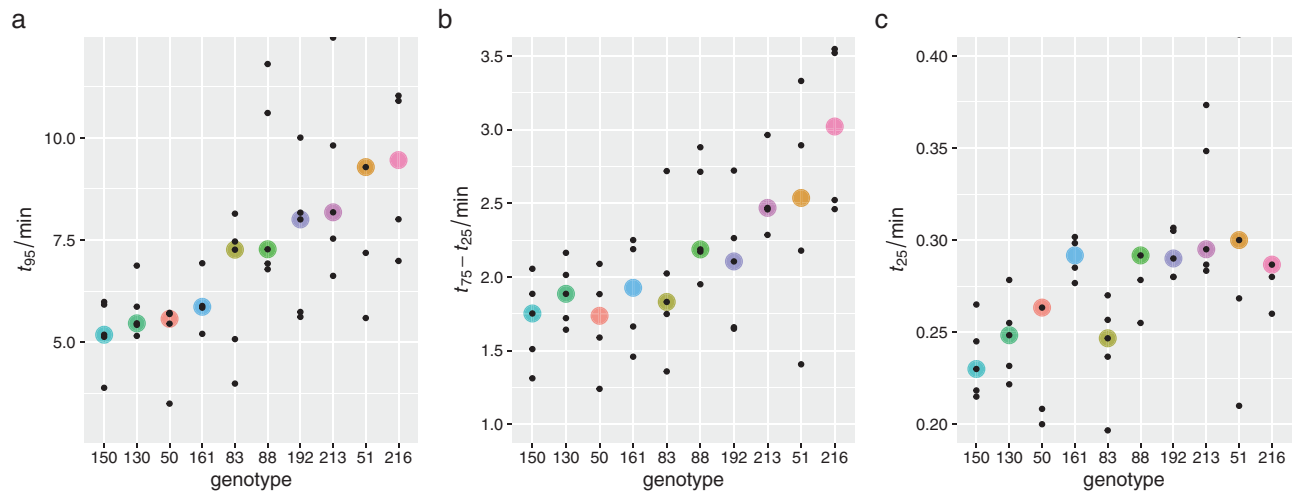 a
10.0
7.5
5.0
t95/min
150 130 50 161 83 88 192 213 51 216
genotype
b
3.5
3.0
2.5
2.0
1.5
1.0
t75 – t25/min
150 130 50 161 83 88 192 213 51 216
genotype
c
0.40
0.35
0.30
0.25
0.20
t25/min
150 130 50 161 83 88 192 213 51 216
genotype